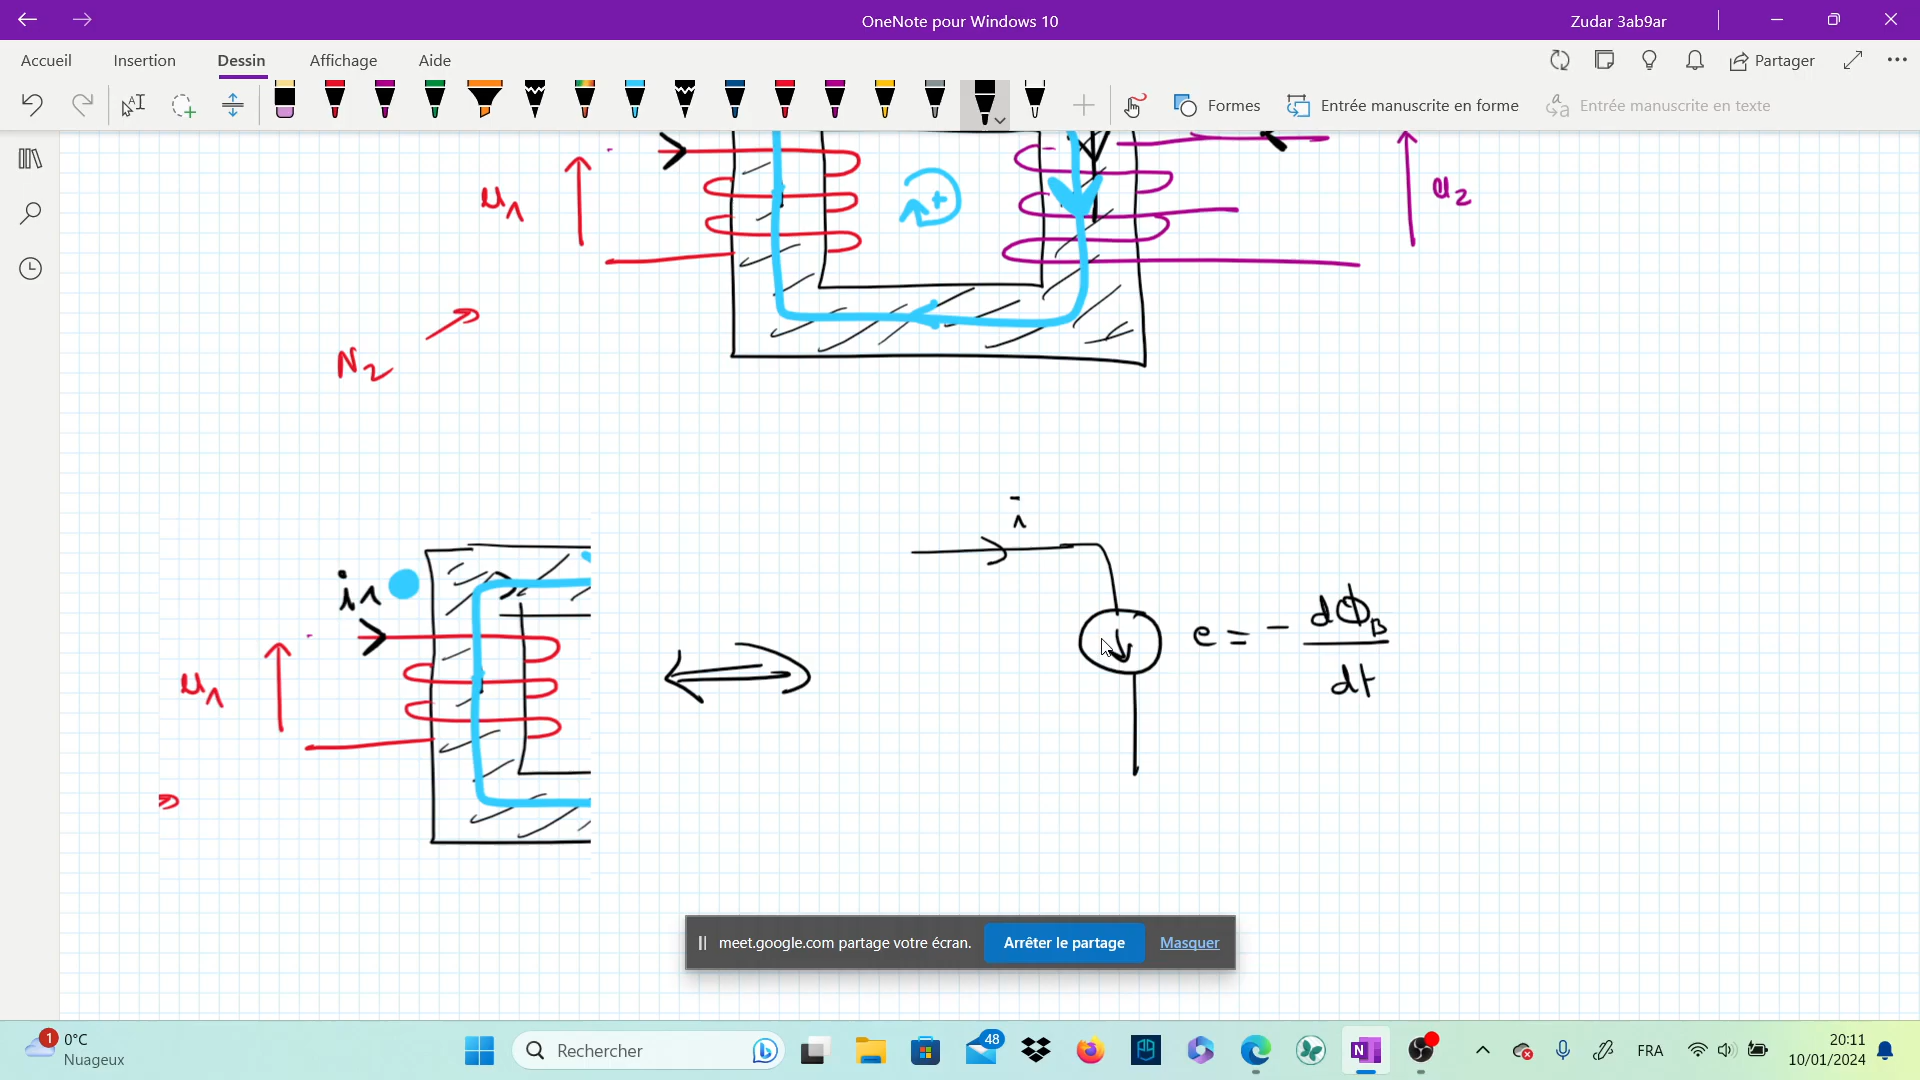 OneNote pour Windows 10
Zudar 3ab9ar
Accueil
Insertion
Dessin
Affichage
Aide
Partager
Formes
Entrée manuscrite en forme
Entrée manuscrite en texte
u1
u2
+
N2
i
i1
u1
e = - dΦB / dt
meet.google.com partage votre écran.
Arrêter le partage
Masquer
1
0°C
Nuageux
Rechercher
48
FRA
20:11
10/01/2024